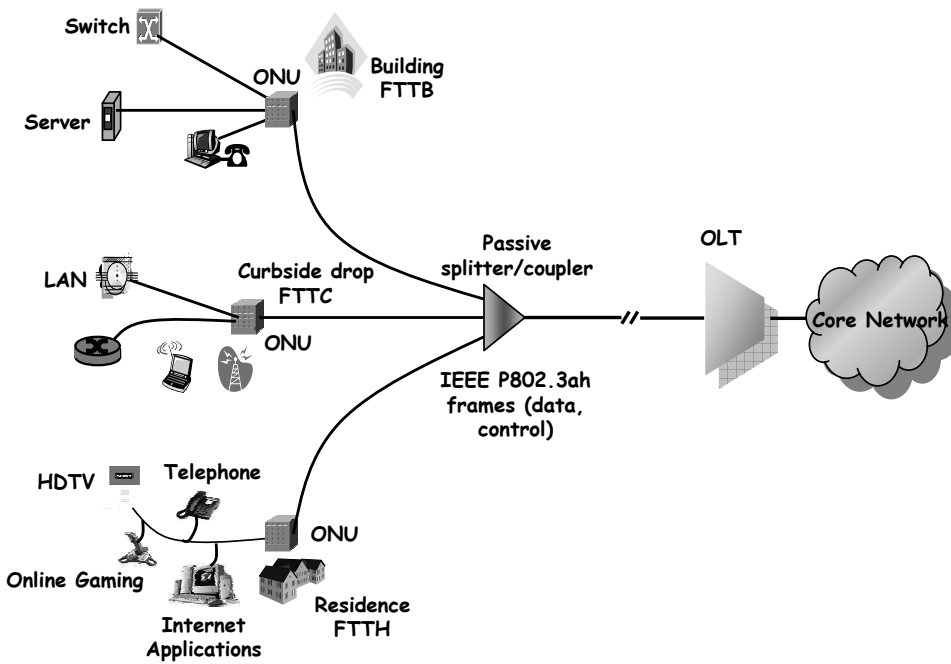 Switch
ONU
Building
FTTB
Server
OLT
Passive
splitter/coupler
LAN
Curbside drop
FTTC
ONU
Core Network
IEEE P802.3ah
frames (data,
control)
HDTV
Telephone
ONU
Online Gaming
Residence
FTTH
Internet
Applications